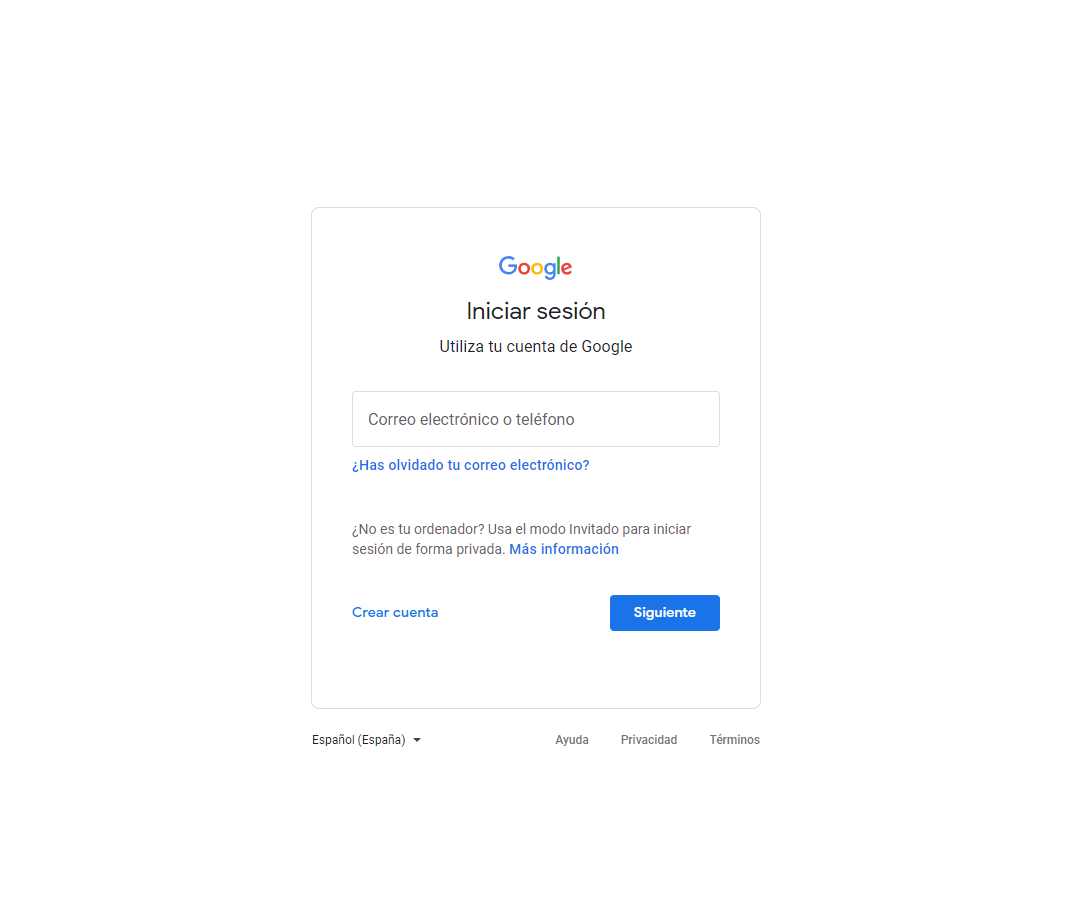 Google
Iniciar sesión
Utiliza tu cuenta de Google
Correo electrónico o teléfono
¿Has olvidado tu correo electrónico?
¿No es tu ordenador? Usa el modo Invitado para iniciar
sesión de forma privada. Más información
Crear cuenta Siguiente
Español (España) Ayuda Privacidad Términos